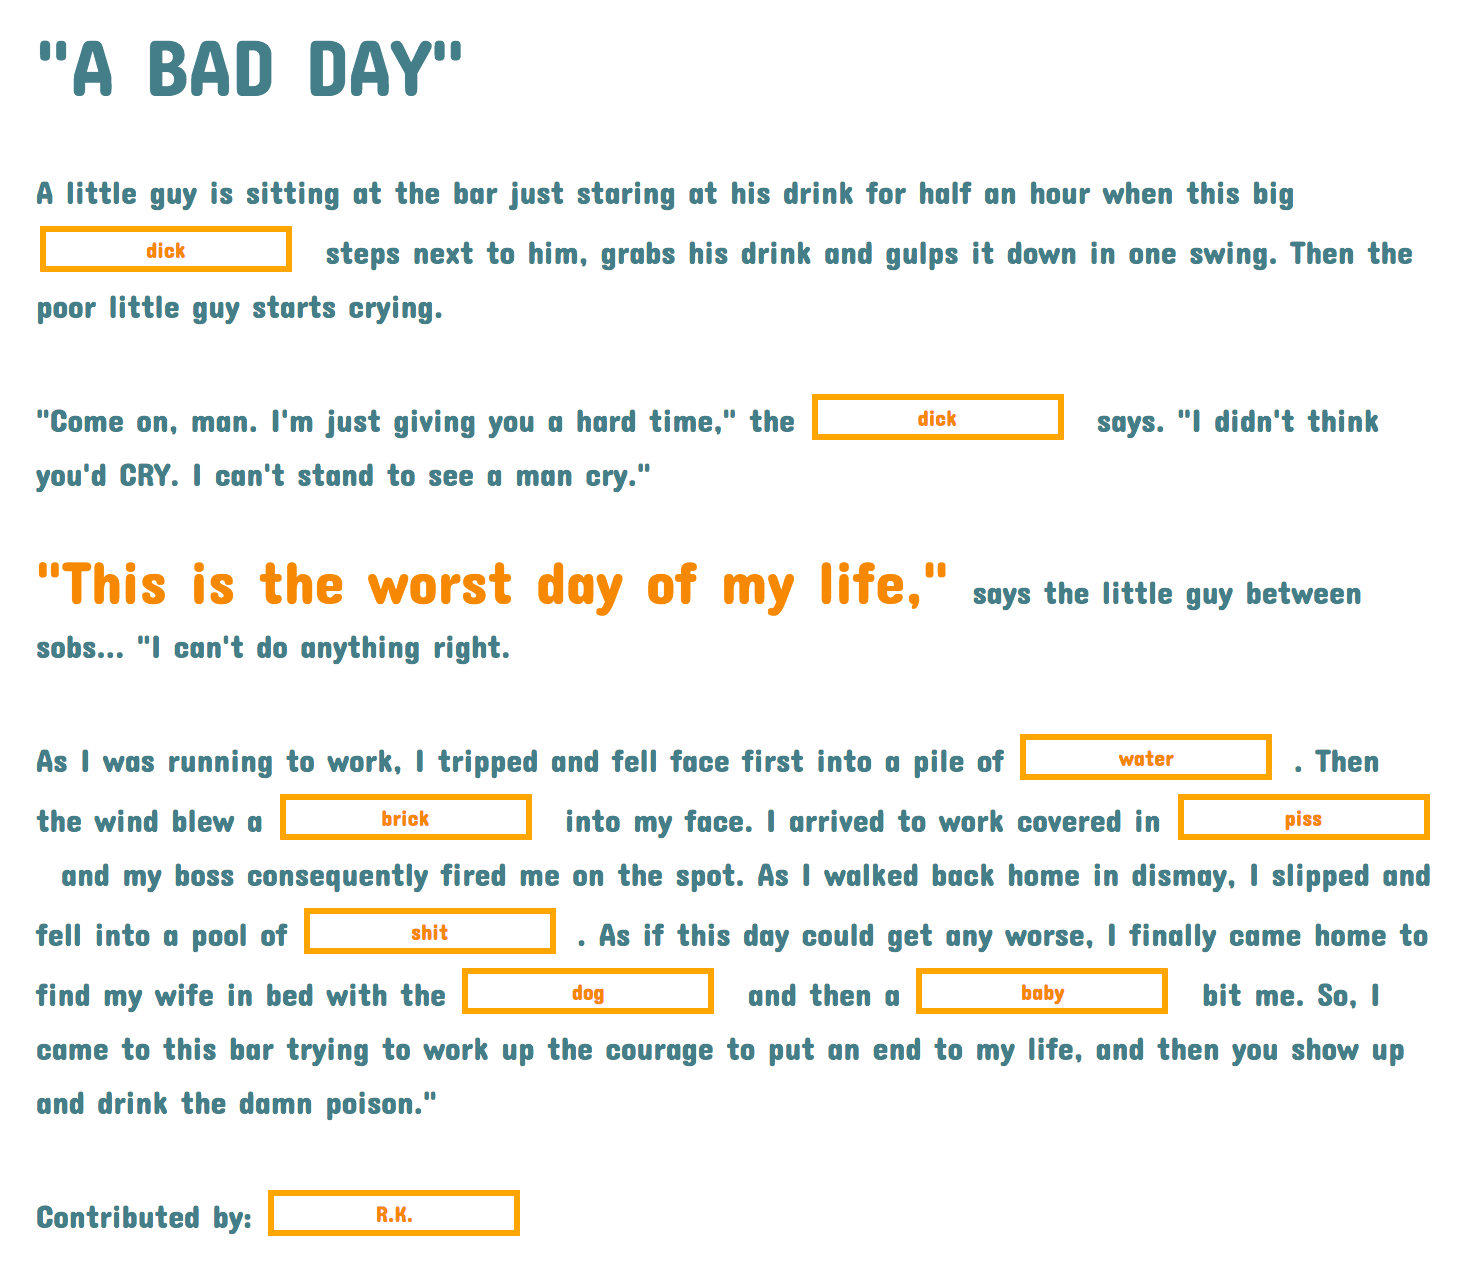 "A BAD DAY"
A little guy is sitting at the bar just staring at his drink for half an hour when this big
dick steps next to him, grabs his drink and gulps it down in one swing. Then the
poor little guy starts crying.
"Come on, man. I'm just giving you a hard time," the dick says. "I didn't think
you'd CRY. I can't stand to see a man cry."
"This is the worst day of my life," says the little guy between
sobs... "I can't do anything right.
As I was running to work, I tripped and fell face first into a pile of water . Then
the wind blew a brick into my face. I arrived to work covered in piss
and my boss consequently fired me on the spot. As I walked back home in dismay, I slipped and
fell into a pool of shit . As if this day could get any worse, I finally came home to
find my wife in bed with the dog and then a baby bit me. So, I
came to this bar trying to work up the courage to put an end to my life, and then you show up
and drink the damn poison."
Contributed by: R.K.